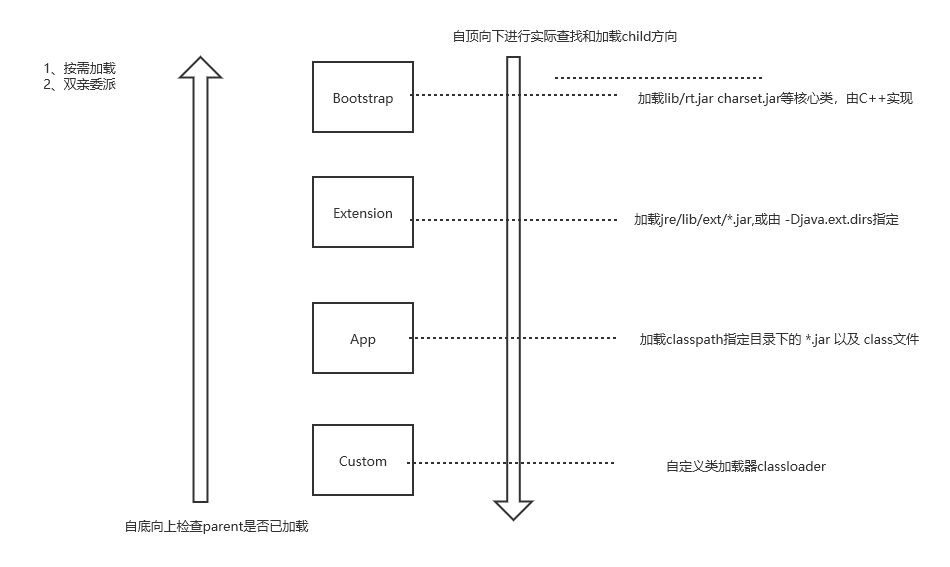 自顶向下进行实际查找和加载child方向
1、按需加载
2、双亲委派
Bootstrap
加载lib/rt.jar charset.jar等核心类，由C++实现
Extension
加载jre/lib/ext/*.jar,或由 -Djava.ext.dirs指定
App
加载classpath指定目录下的 *.jar 以及 class文件
Custom
自定义类加载器classloader
自底向上检查parent是否已加载